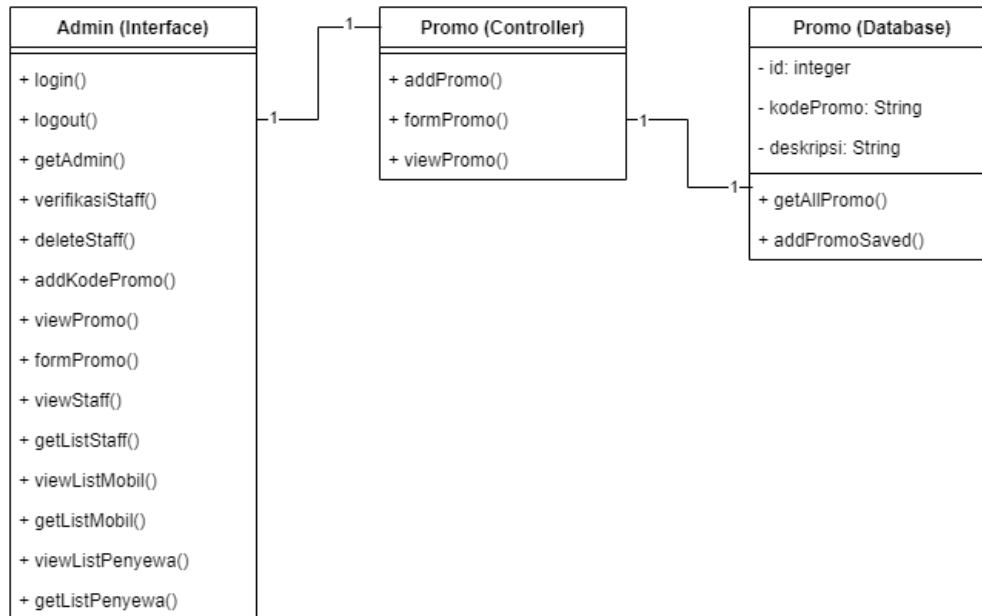 Admin (Interface)
+ login()
+ logout()
+ getAdmin()
+ verifikasiStaff()
+ deleteStaff()
+ addKodePromo()
+ viewPromo()
+ formPromo()
+ viewStaff()
+ getListStaff()
+ viewListMobil()
+ getListMobil()
+ viewListPenyewa()
+ getListPenyewa()
1
1
Promo (Controller)
+ addPromo()
+ formPromo()
+ viewPromo()
1
1
Promo (Database)
- id: integer
- kodePromo: String
- deskripsi: String
+ getAllPromo()
+ addPromoSaved()